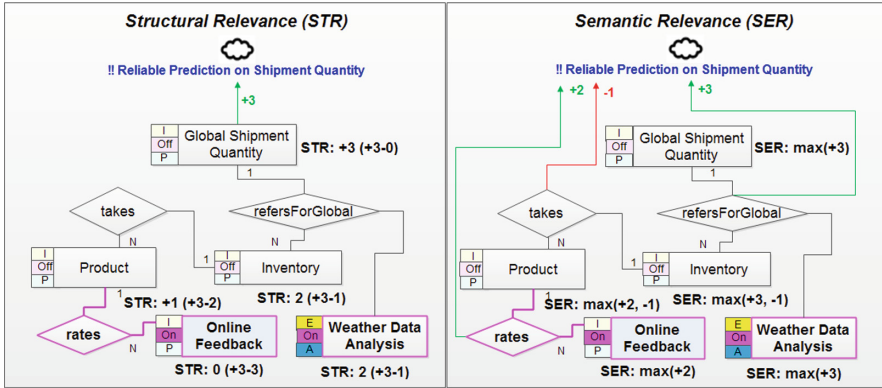 Structural Relevance (STR)
!! Reliable Prediction on Shipment Quantity
+3
I
Off
P
Global Shipment
Quantity
STR: +3 (+3-0)
1
takes
refersForGlobal
N
N
I
Off
P
Product
1
I
Off
P
Inventory
1
STR: +1 (+3-2)
STR: 2 (+3-1)
rates
N
I
On
P
Online
Feedback
E
On
A
Weather Data
Analysis
STR: 0 (+3-3)
STR: 2 (+3-1)
Semantic Relevance (SER)
!! Reliable Prediction on Shipment Quantity
+2
-1
+3
I
Off
P
Global Shipment
Quantity
SER: max(+3)
1
takes
refersForGlobal
N
N
I
Off
P
Product
1
I
Off
P
Inventory
1
SER: max(+2, -1)
SER: max(+3, -1)
rates
N
I
On
P
Online
Feedback
E
On
A
Weather Data
Analysis
SER: max(+2)
SER: max(+3)